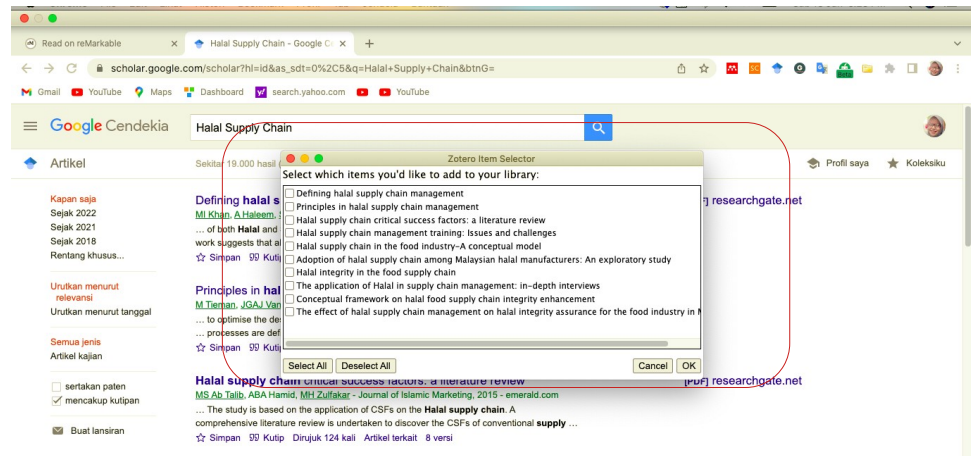 Read on reMarkable
Halal Supply Chain - Google
scholar.google.com/scholar?hl=id&as_sdt=0%2C5&q=Halal+Supply+Chain&btnG=
Gmail YouTube Maps Dashboard search.yahoo.com YouTube
Google Cendekia
Halal Supply Chain
Artikel
Sekitar 19.000 hasil
Profil saya
Koleksiku
Zotero Item Selector
Select which items you'd like to add to your library:
Defining halal supply chain management
Principles in halal supply chain management
Halal supply chain critical success factors: a literature review
Halal supply chain management training: Issues and challenges
Halal supply chain in the food industry-A conceptual model
Adoption of halal supply chain among Malaysian halal manufacturers: An exploratory study
Halal integrity in the food supply chain
The application of Halal in supply chain management: in-depth interviews
Conceptual framework on halal food supply chain integrity enhancement
The effect of halal supply chain management on halal integrity assurance for the food industry in
Select All Deselect All Cancel OK
Kapan saja
Sejak 2022
Sejak 2021
Sejak 2018
Rentang khusus...
Urutkan menurut
relevansi
Urutkan menurut tanggal
Semua jenis
Artikel kajian
sertakan paten
mencakup kutipan
Buat lansiran
Defining halal s
researchgate.net
MI Khan, A Haleem,
... of both Halal and
work suggests that al
Simpan Kuti
Principles in hal
M Tieman, JGAJ Van
... to optimise the des
... processes are def
Simpan Kuti
Halal supply chain critical success factors: a literature review
[PDF] researchgate.net
MS Ab Talib, ABA Hamid, MH Zulfakar - Journal of Islamic Marketing, 2015 - emerald.com
... The study is based on the application of CSFs on the Halal supply chain. A
comprehensive literature review is undertaken to discover the CSFs of conventional supply ...
Simpan Kutip Dirujuk 124 kali Artikel terkait 8 versi